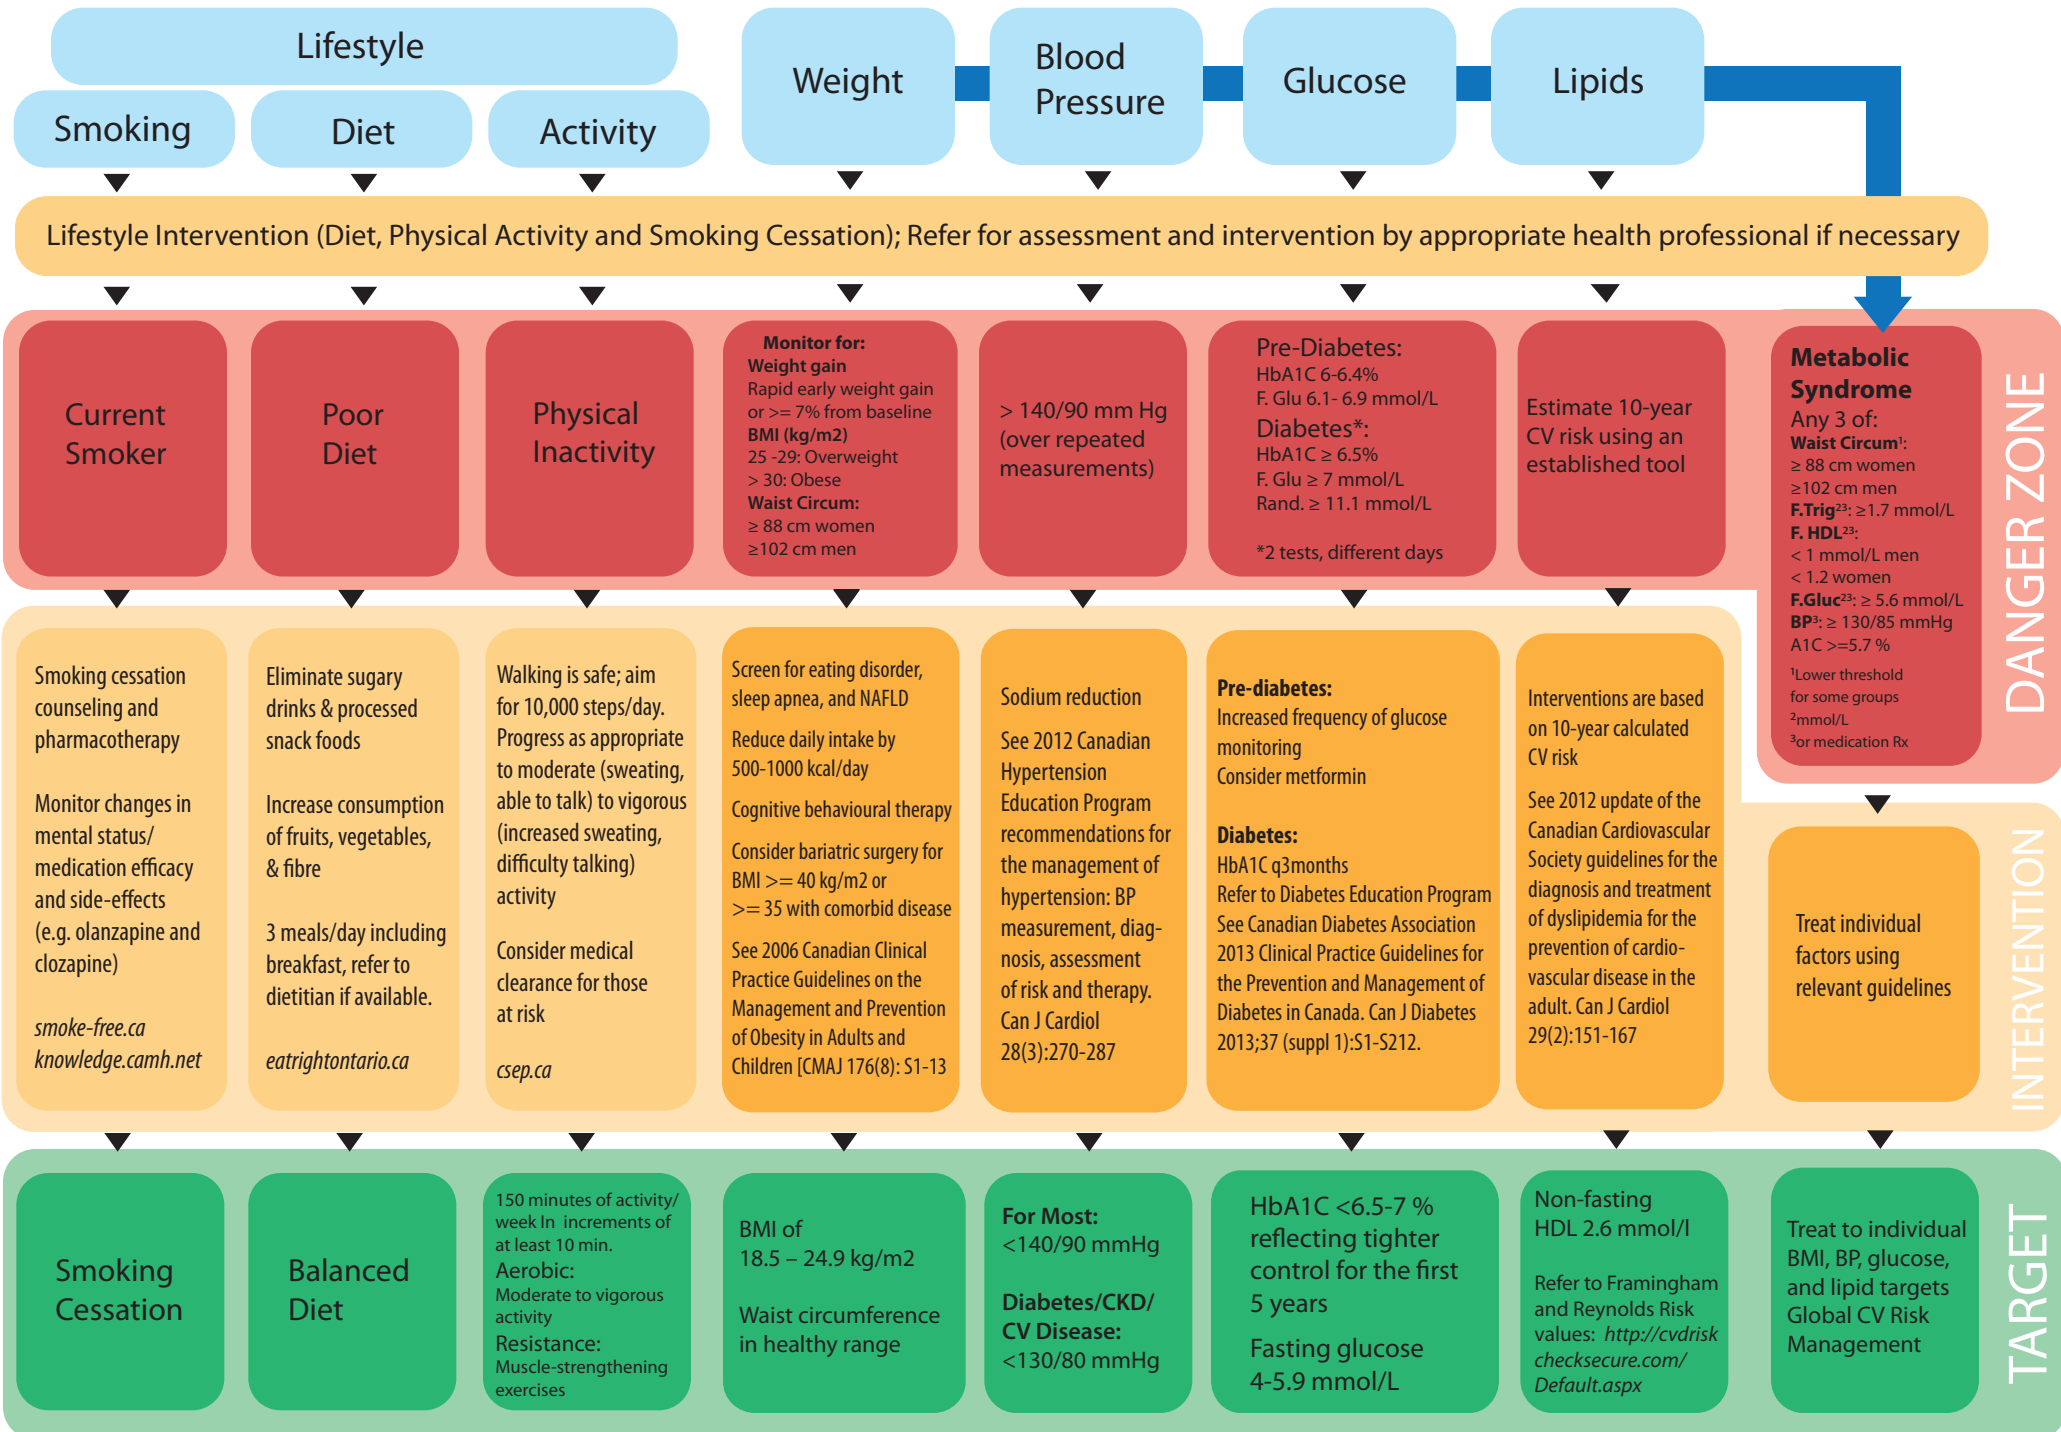 Lifestyle
Smoking
Diet
Activity
Weight
Blood
Pressure
Glucose
Lipids
Lifestyle Intervention (Diet, Physical Activity and Smoking Cessation); Refer for assessment and intervention by appropriate health professional if necessary
Current
Smoker
Poor
Diet
Physical
Inactivity
Monitor for:
Weight gain
Rapid early weight gain
or >= 7% from baseline
BMI (kg/m2)
25 -29: Overweight
> 30: Obese
Waist Circum:
≥ 88 cm women
≥102 cm men
> 140/90 mm Hg
(over repeated
measurements)
Pre-Diabetes:
HbA1C 6-6.4%
F. Glu 6.1- 6.9 mmol/L
Diabetes*:
HbA1C ≥ 6.5%
F. Glu ≥ 7 mmol/L
Rand. ≥ 11.1 mmol/L
*2 tests, different days
Estimate 10-year
CV risk using an
established tool
Metabolic
Syndrome
Any 3 of:
Waist Circum¹:
≥ 88 cm women
≥102 cm men
F.Trig²³: ≥1.7 mmol/L
F. HDL²³:
< 1 mmol/L men
< 1.2 women
F.Gluc²³: ≥ 5.6 mmol/L
BP³: ≥ 130/85 mmHg
A1C >=5.7 %
¹Lower threshold
for some groups
²mmol/L
³or medication Rx
DANGER ZONE
Smoking cessation
counseling and
pharmacotherapy
Monitor changes in
mental status/
medication efficacy
and side-effects
(e.g. olanzapine and
clozapine)
smoke-free.ca
knowledge.camh.net
Eliminate sugary
drinks & processed
snack foods
Increase consumption
of fruits, vegetables,
& fibre
3 meals/day including
breakfast, refer to
dietitian if available.
eatrightontario.ca
Walking is safe; aim
for 10,000 steps/day.
Progress as appropriate
to moderate (sweating,
able to talk) to vigorous
(increased sweating,
difficulty talking)
activity
Consider medical
clearance for those
at risk
csep.ca
Screen for eating disorder,
sleep apnea, and NAFLD
Reduce daily intake by
500-1000 kcal/day
Cognitive behavioural therapy
Consider bariatric surgery for
BMI >= 40 kg/m2 or
>= 35 with comorbid disease
See 2006 Canadian Clinical
Practice Guidelines on the
Management and Prevention
of Obesity in Adults and
Children [CMAJ 176(8): S1-13
Sodium reduction
See 2012 Canadian
Hypertension
Education Program
recommendations for
the management of
hypertension: BP
measurement, diag-
nosis, assessment
of risk and therapy.
Can J Cardiol
28(3):270-287
Pre-diabetes:
Increased frequency of glucose
monitoring
Consider metformin
Diabetes:
HbA1C q3months
Refer to Diabetes Education Program
See Canadian Diabetes Association
2013 Clinical Practice Guidelines for
the Prevention and Management of
Diabetes in Canada. Can J Diabetes
2013;37 (suppl 1):S1-S212.
Interventions are based
on 10-year calculated
CV risk
See 2012 update of the
Canadian Cardiovascular
Society guidelines for the
diagnosis and treatment
of dyslipidemia for the
prevention of cardio-
vascular disease in the
adult. Can J Cardiol
29(2):151-167
Treat individual
factors using
relevant guidelines
INTERVENTION
Smoking
Cessation
Balanced
Diet
150 minutes of activity/
week In increments of
at least 10 min.
Aerobic:
Moderate to vigorous
activity
Resistance:
Muscle-strengthening
exercises
BMI of
18.5 – 24.9 kg/m2
Waist circumference
in healthy range
For Most:
<140/90 mmHg
Diabetes/CKD/
CV Disease:
<130/80 mmHg
HbA1C <6.5-7 %
reflecting tighter
control for the first
5 years
Fasting glucose
4-5.9 mmol/L
Non-fasting
HDL 2.6 mmol/l
Refer to Framingham
and Reynolds Risk
values: http://cvdrisk
checksecure.com/
Default.aspx
Treat to individual
BMI, BP, glucose,
and lipid targets
Global CV Risk
Management
TARGET